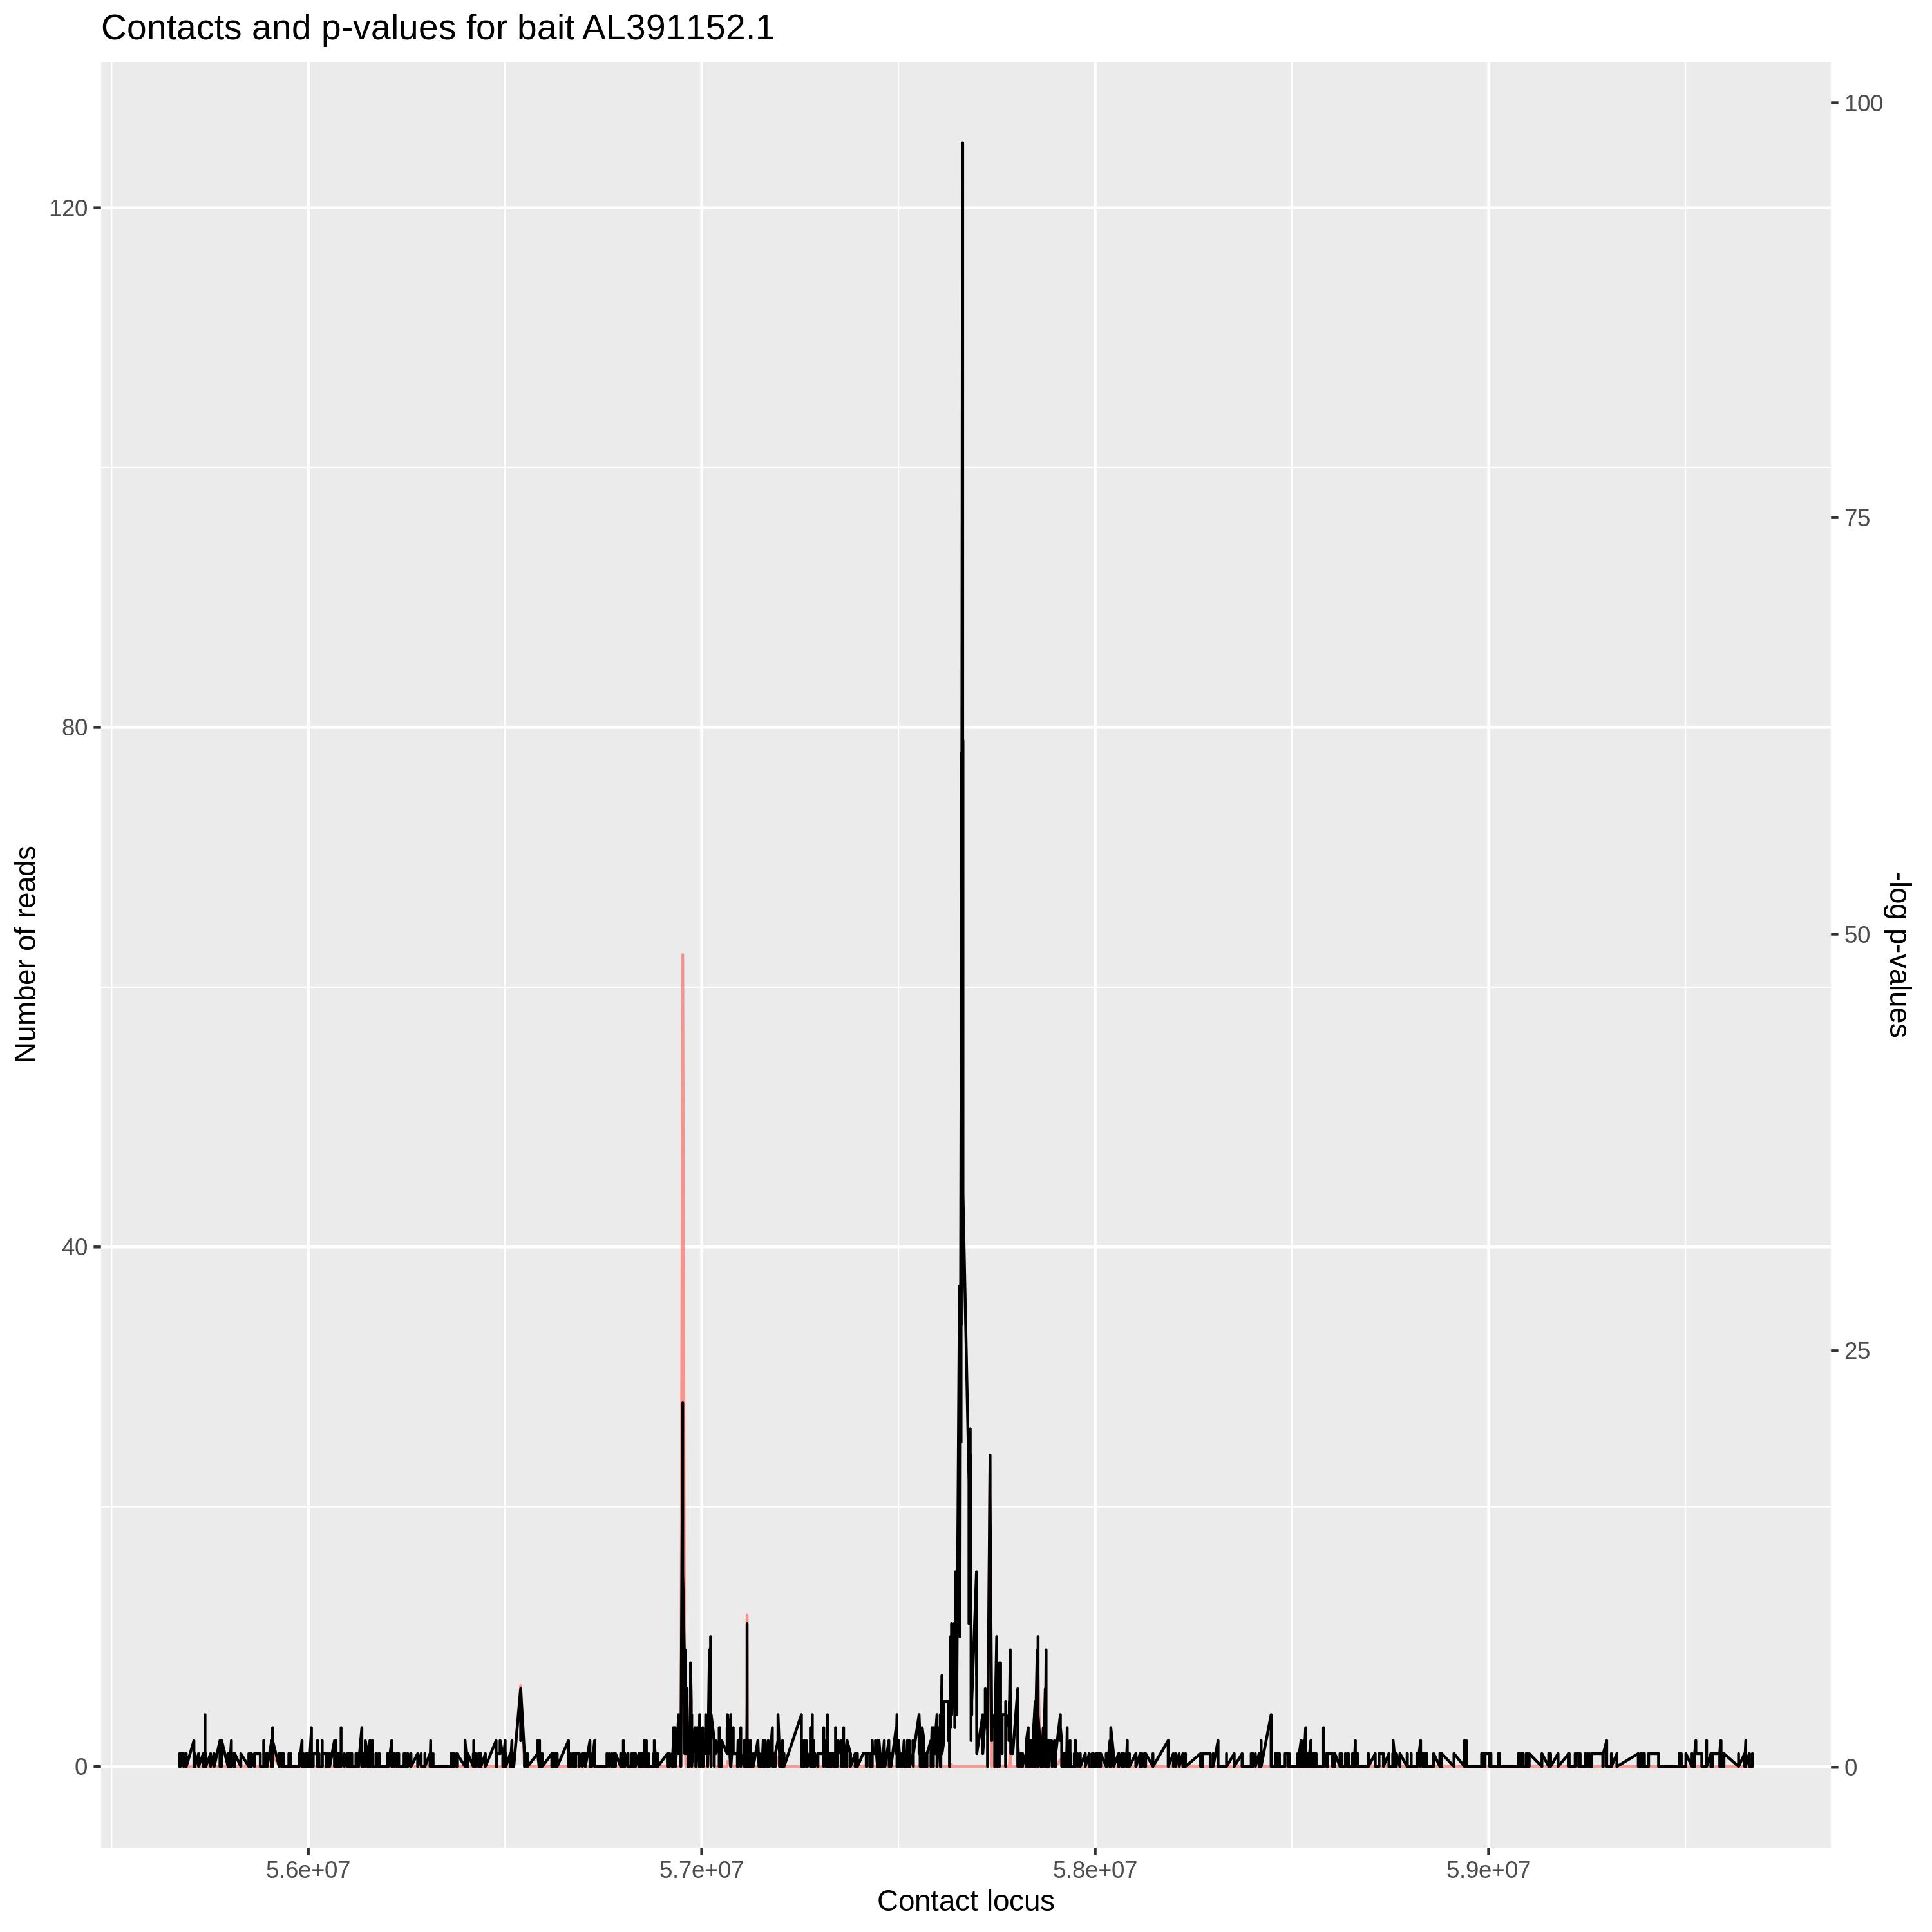 Contacts and p-values for bait AL391152.1
120
80
40
0
Number of reads
100
75
50
25
0
-log p-values
5.6e+07
5.7e+07
5.8e+07
5.9e+07
Contact locus